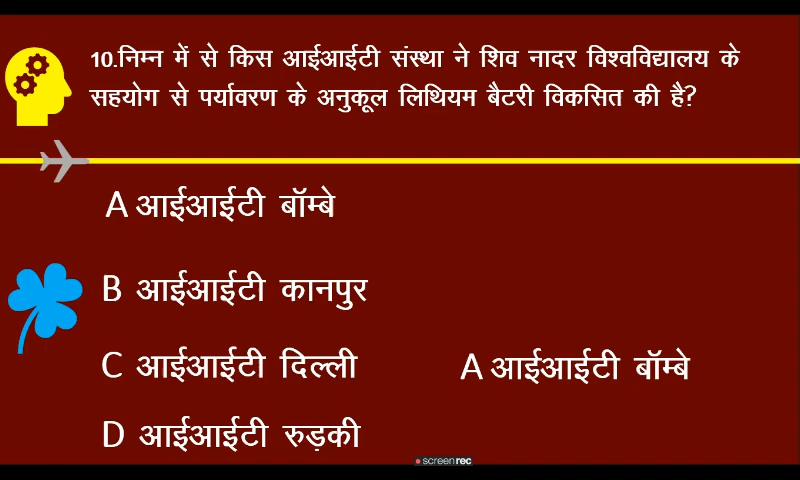 10.निम्न में से किस आईआईटी संस्था ने शिव नादर विश्वविद्यालय के
सहयोग से पर्यावरण के अनुकूल लिथियम बैटरी विकसित की है?
A आईआईटी बॉम्बे
B आईआईटी कानपुर
C आईआईटी दिल्ली
A आईआईटी बॉम्बे
D आईआईटी रुड़की
screenrec